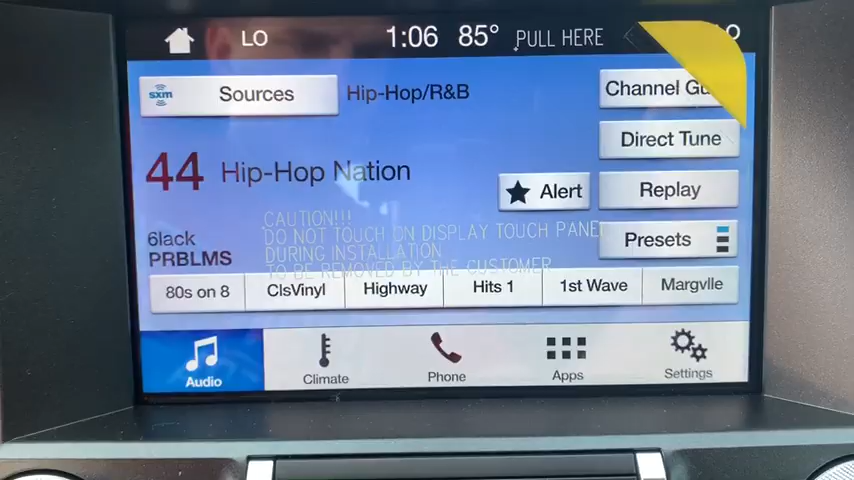 LO 1:06 85° PULL HERE
sxm Sources Hip-Hop/R&B Channel Gu
Direct Tune
44 Hip-Hop Nation
Alert Replay
CAUTION!!!
DO NOT TOUCH ON DISPLAY TOUCH PANEL
DURING INSTALLATION
TO BE REMOVED BY THE CUSTOMER
Presets
6lack
PRBLMS
80s on 8 ClsVinyl Highway Hits 1 1st Wave Margvlle
Audio Climate Phone Apps Settings